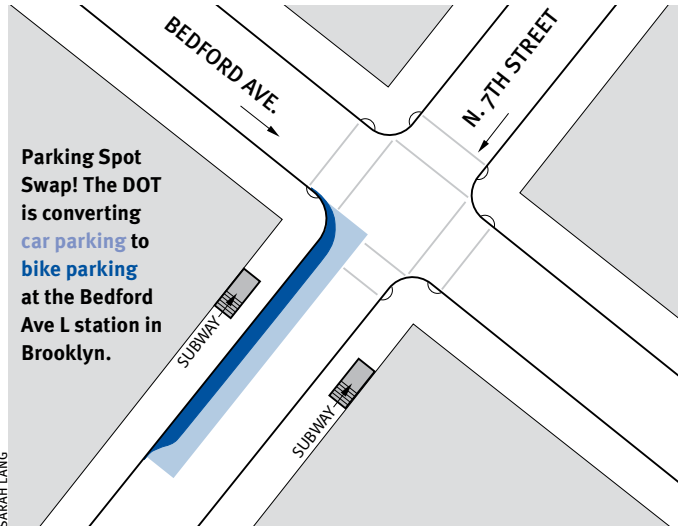 BEDFORD AVE.
N. 7TH STREET
Parking Spot
Swap! The DOT
is converting
car parking to
bike parking
at the Bedford
Ave L station in
Brooklyn.
SUBWAY
SUBWAY
SARAH LANG